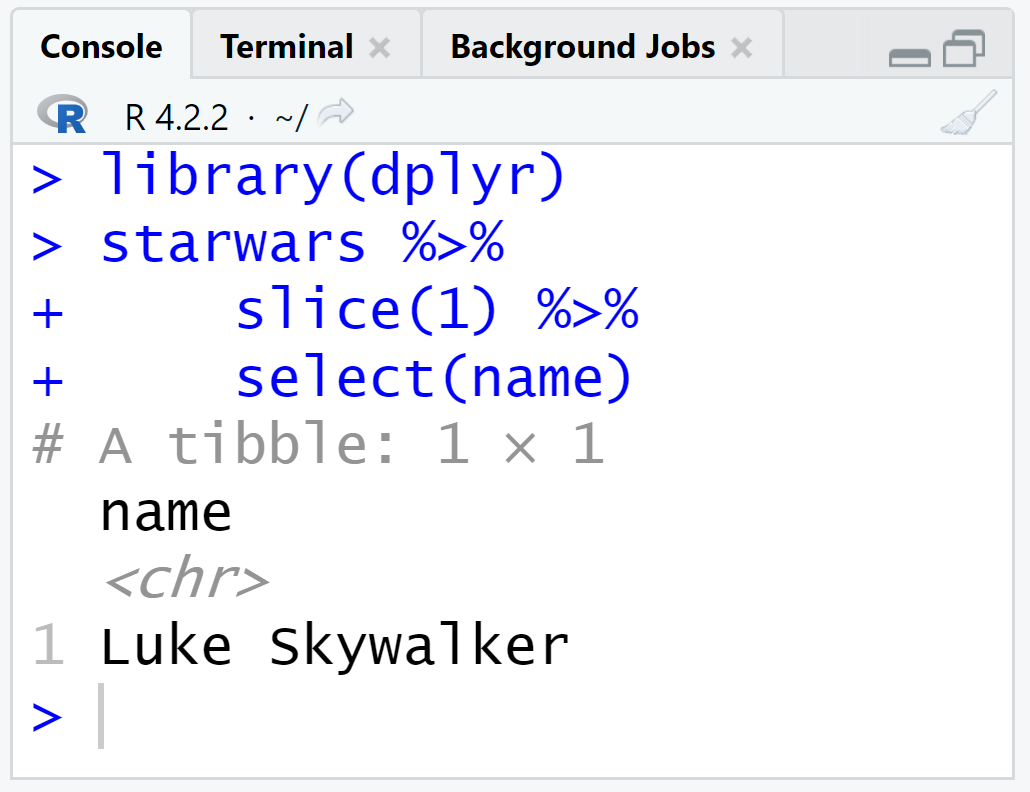 Console Terminal Background Jobs
R R 4.2.2 · ~/
> library(dplyr)
> starwars %>%
+     slice(1) %>%
+     select(name)
# A tibble: 1 × 1
  name
  <chr>
1 Luke Skywalker
>